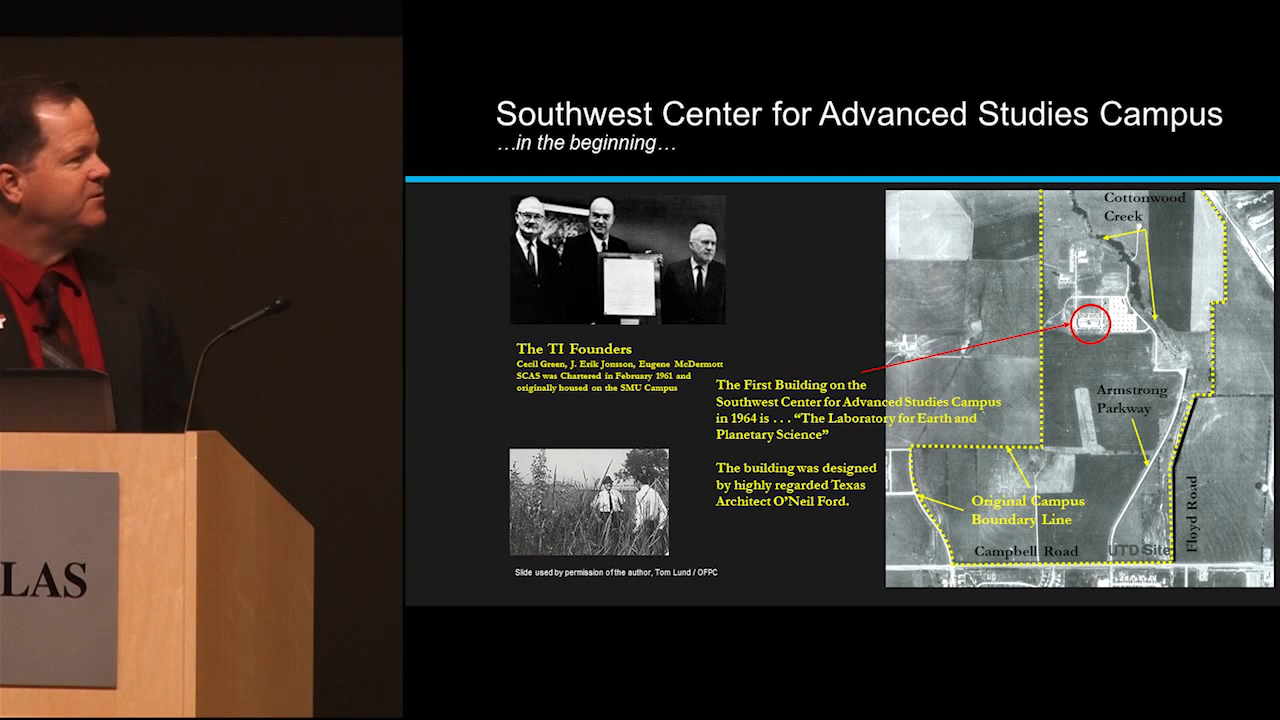 Southwest Center for Advanced Studies Campus
…in the beginning…
The TI Founders
Cecil Green, J. Erik Jonsson, Eugene McDermott
SCAS was Chartered in February 1961 and
originally housed on the SMU Campus
The First Building on the
Southwest Center for Advanced Studies Campus
in 1964 is . . . “The Laboratory for Earth and
Planetary Science”
The building was designed
by highly regarded Texas
Architect O’Neil Ford.
Slide used by permission of the author, Tom Lund / OFPC
Cottonwood
Creek
Armstrong
Parkway
Original Campus
Boundary Line
Campbell Road
UTD Site
Floyd Road
LAS